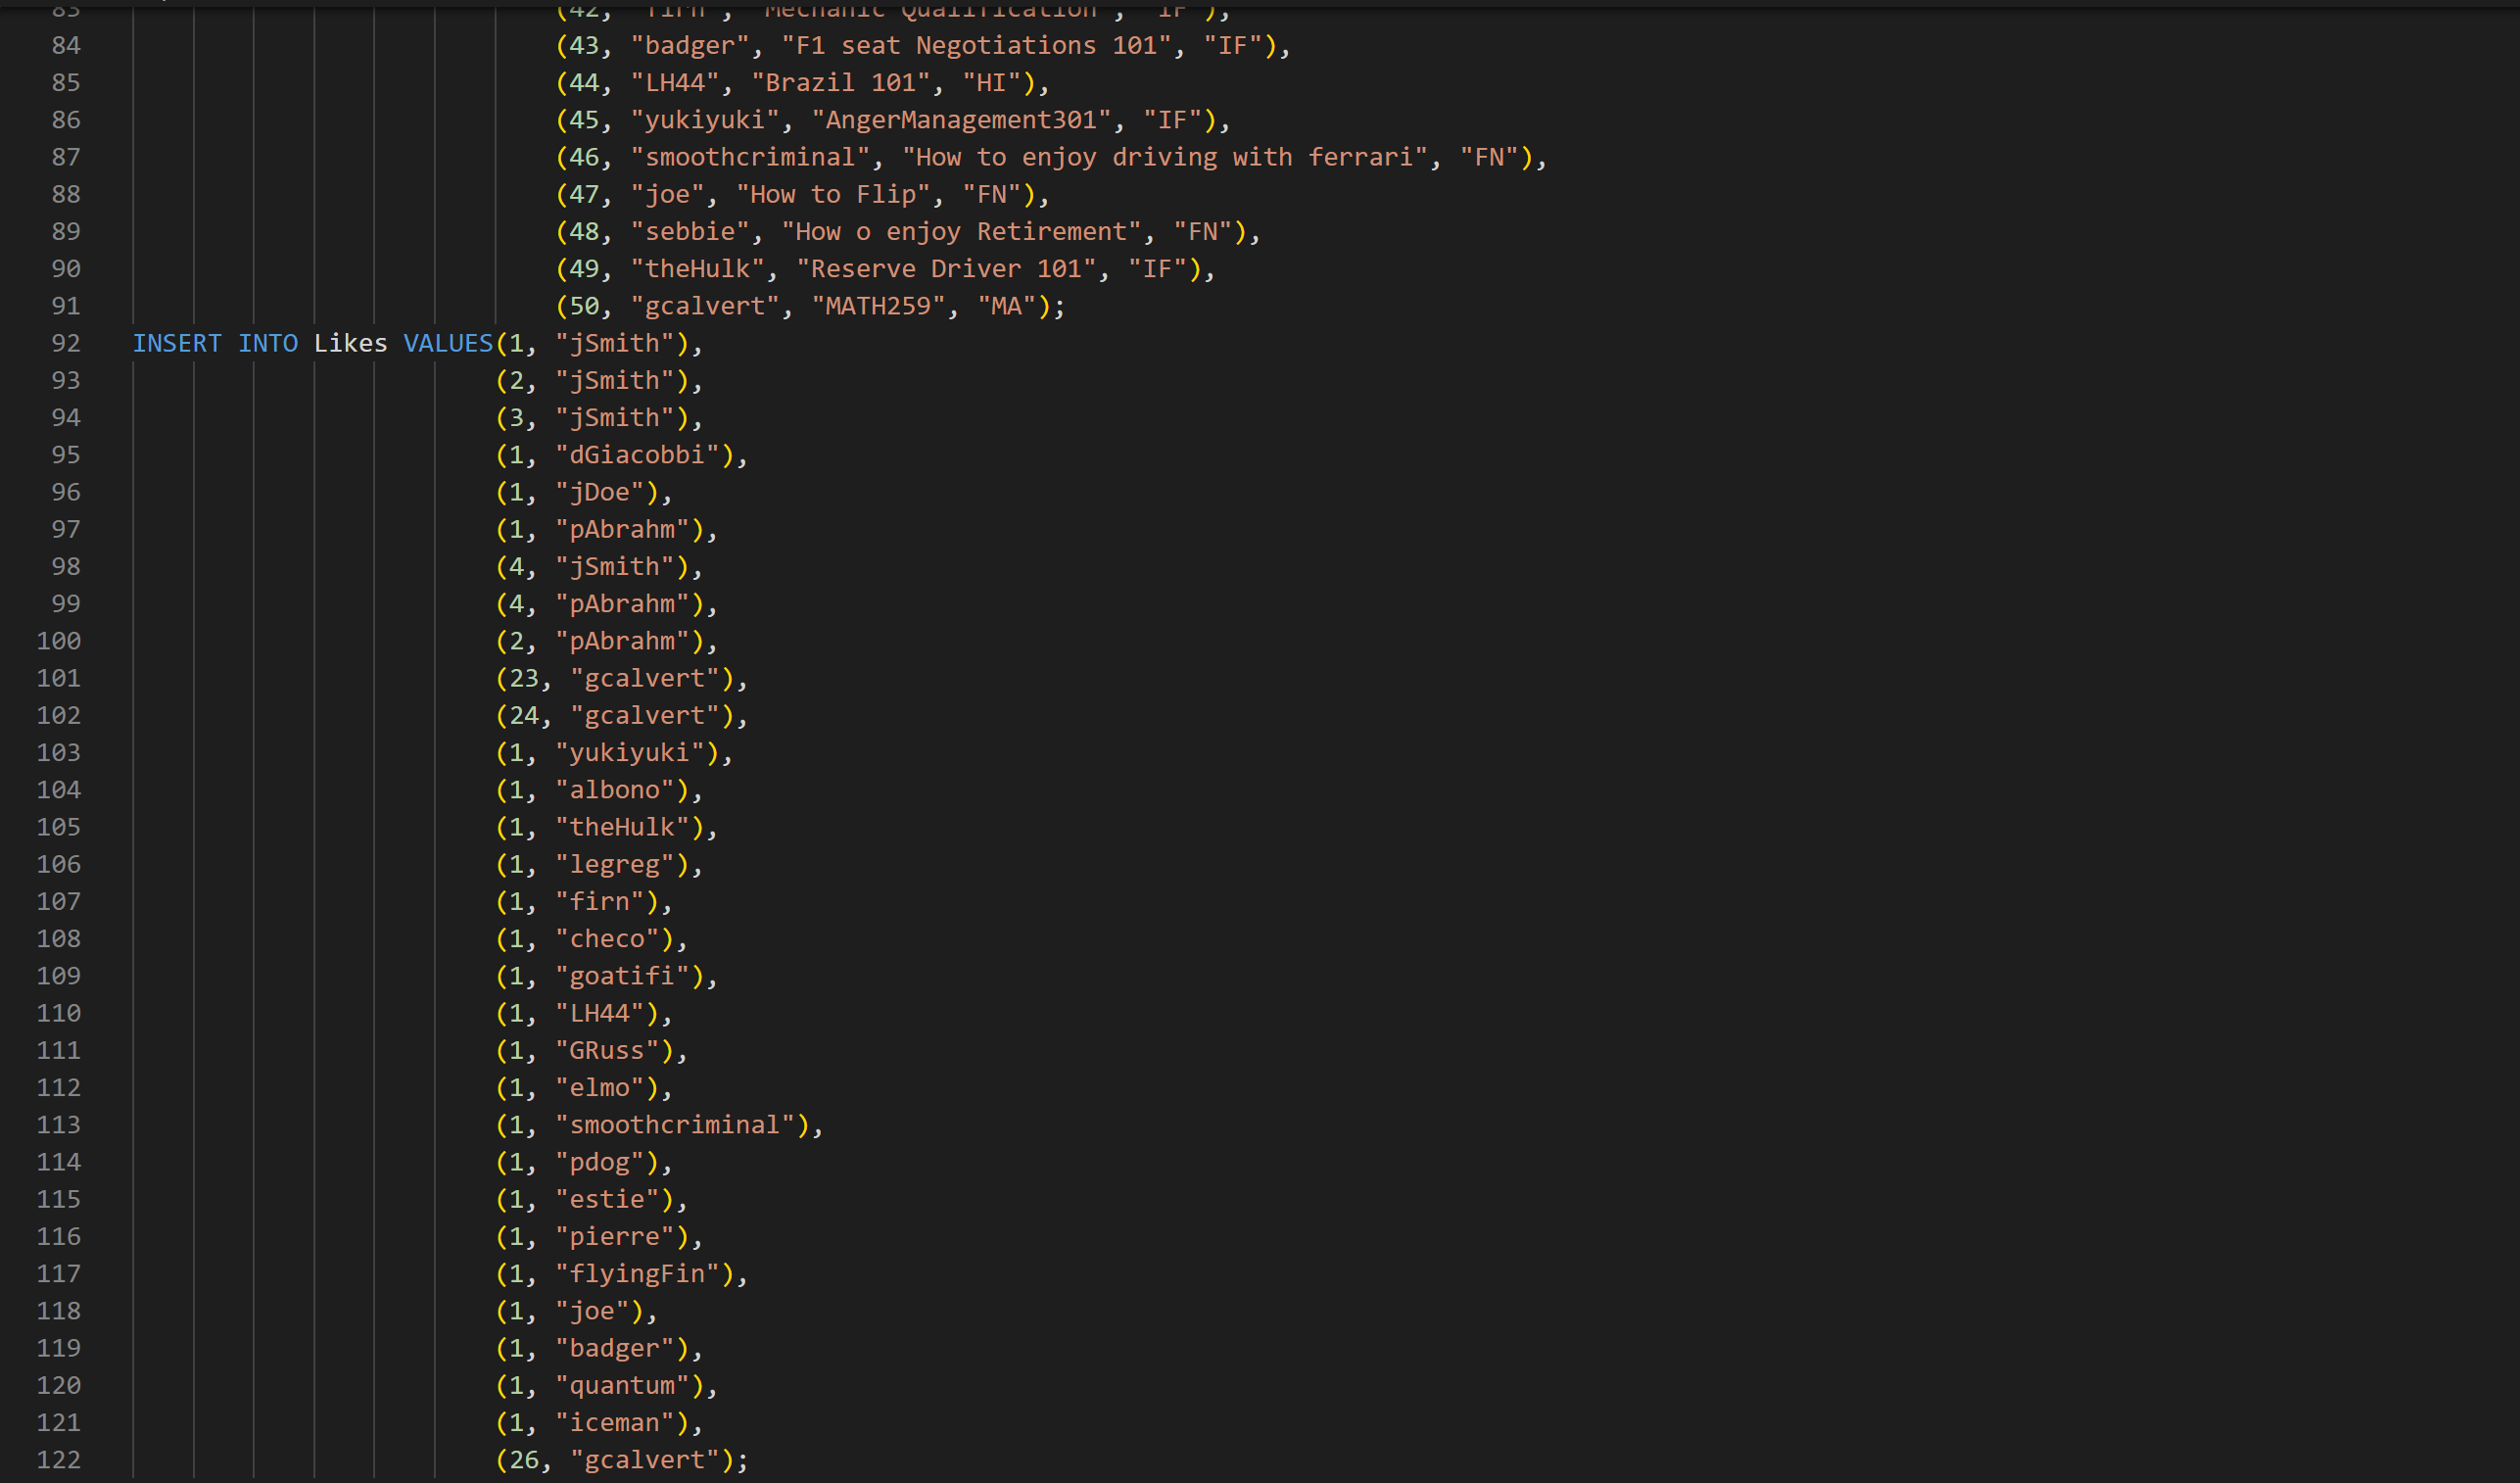 83 (42, "firn", "Mechanic Qualification", "IF"),
84 (43, "badger", "F1 seat Negotiations 101", "IF"),
85 (44, "LH44", "Brazil 101", "HI"),
86 (45, "yukiyuki", "AngerManagement301", "IF"),
87 (46, "smoothcriminal", "How to enjoy driving with ferrari", "FN"),
88 (47, "joe", "How to Flip", "FN"),
89 (48, "sebbie", "How o enjoy Retirement", "FN"),
90 (49, "theHulk", "Reserve Driver 101", "IF"),
91 (50, "gcalvert", "MATH259", "MA");
92 INSERT INTO Likes VALUES(1, "jSmith"),
93 (2, "jSmith"),
94 (3, "jSmith"),
95 (1, "dGiacobbi"),
96 (1, "jDoe"),
97 (1, "pAbrahm"),
98 (4, "jSmith"),
99 (4, "pAbrahm"),
100 (2, "pAbrahm"),
101 (23, "gcalvert"),
102 (24, "gcalvert"),
103 (1, "yukiyuki"),
104 (1, "albono"),
105 (1, "theHulk"),
106 (1, "legreg"),
107 (1, "firn"),
108 (1, "checo"),
109 (1, "goatifi"),
110 (1, "LH44"),
111 (1, "GRuss"),
112 (1, "elmo"),
113 (1, "smoothcriminal"),
114 (1, "pdog"),
115 (1, "estie"),
116 (1, "pierre"),
117 (1, "flyingFin"),
118 (1, "joe"),
119 (1, "badger"),
120 (1, "quantum"),
121 (1, "iceman"),
122 (26, "gcalvert");